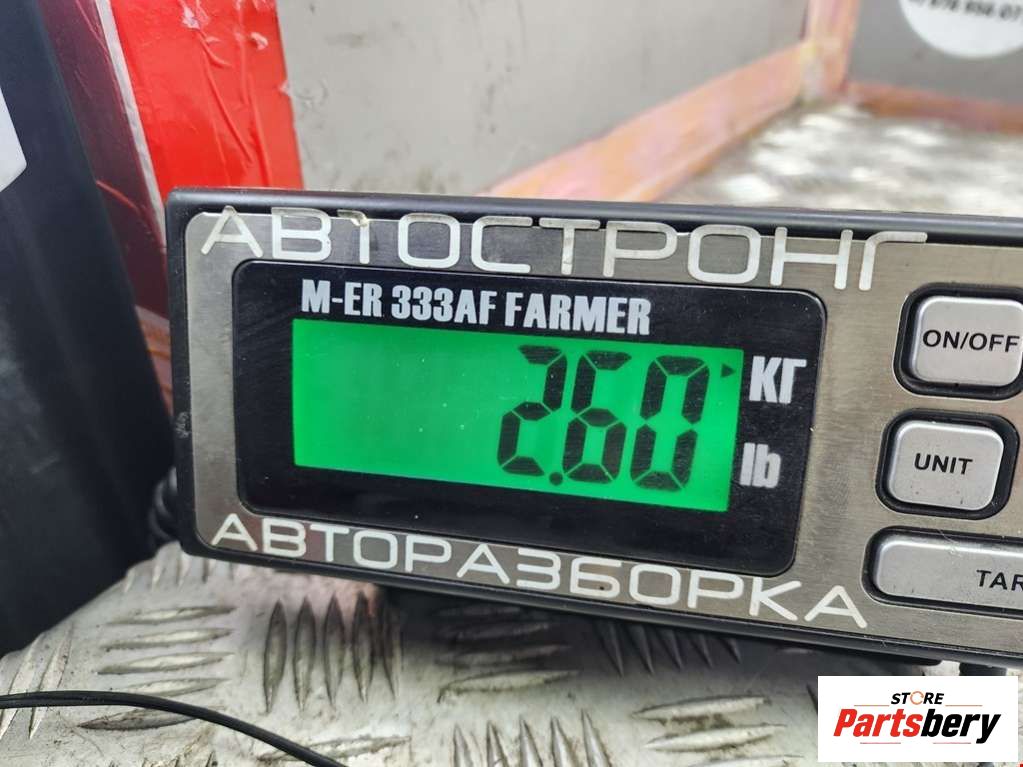 АВТОСТРОНГ
M-ER 333AF FARMER
2.60
КГ
lb
ON/OFF
UNIT
TAR
АВТОРАЗБОРКА
STORE
Partsbery